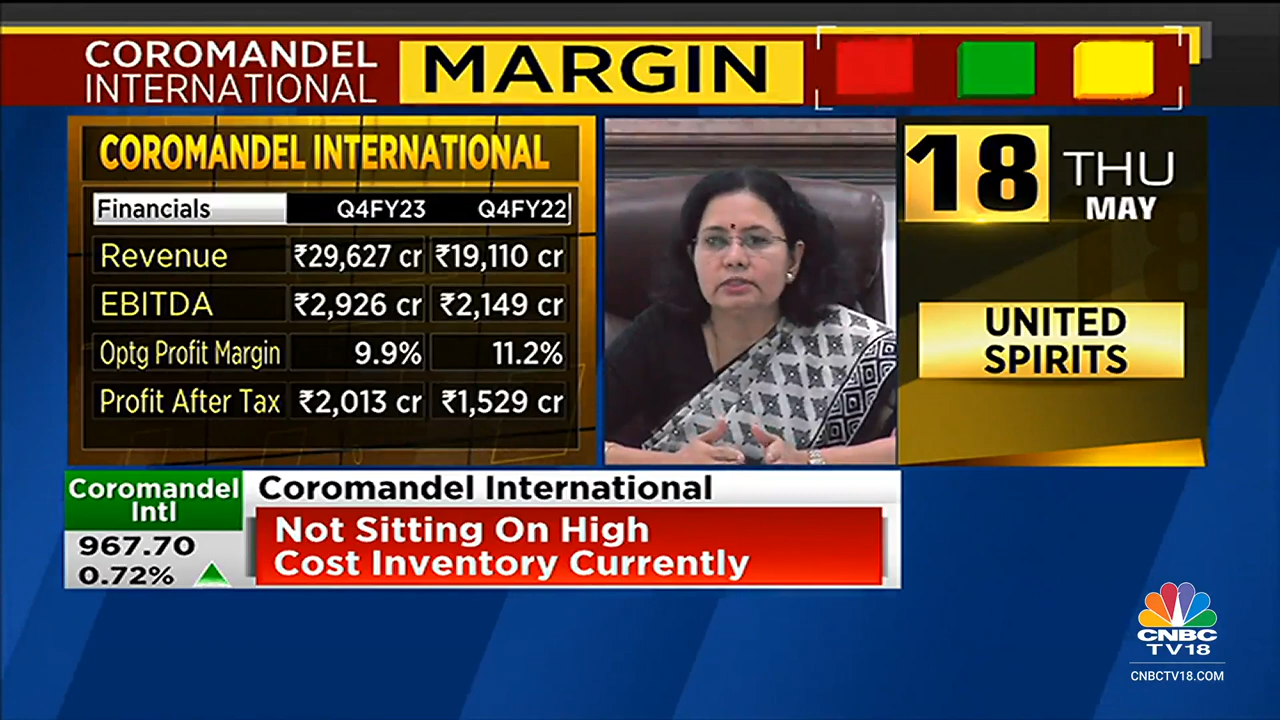 COROMANDEL
INTERNATIONAL
MARGIN
COROMANDEL INTERNATIONAL
Financials Q4FY23 Q4FY22
Revenue ₹29,627 cr ₹19,110 cr
EBITDA ₹2,926 cr ₹2,149 cr
Optg Profit Margin 9.9% 11.2%
Profit After Tax ₹2,013 cr ₹1,529 cr
18 THU
MAY
UNITED
SPIRITS
Coromandel
Intl
967.70
0.72%
Coromandel International
Not Sitting On High
Cost Inventory Currently
CNBC
TV18
CNBCTV18.COM